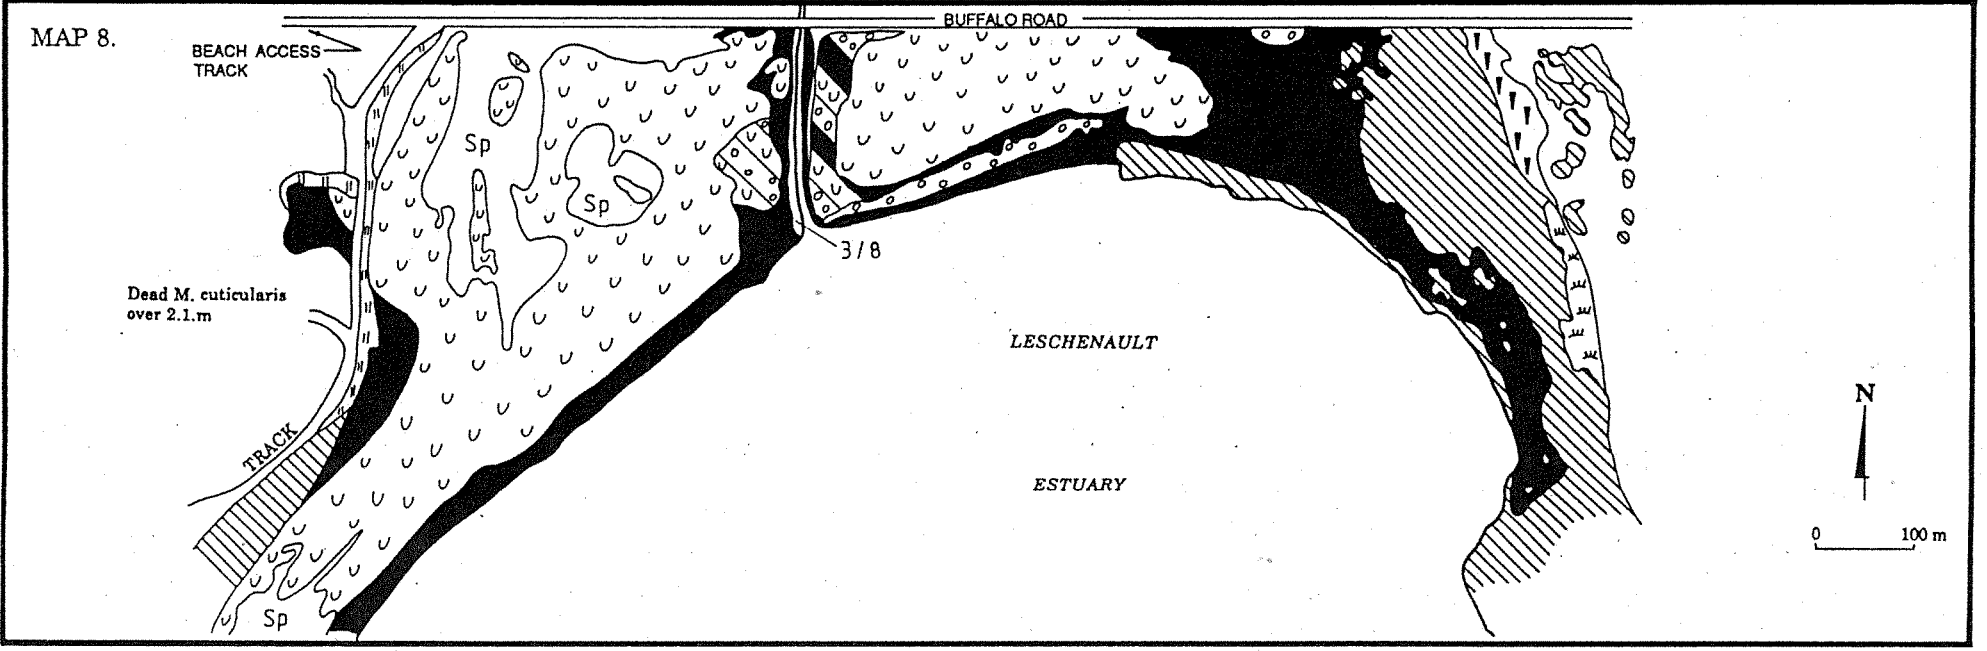 MAP 8.
BUFFALO ROAD
BEACH ACCESS
TRACK
Sp
Sp
3/8
Dead M. cuticularis
over 2.1.m
LESCHENAULT
ESTUARY
TRACK
N
0 100 m
Sp